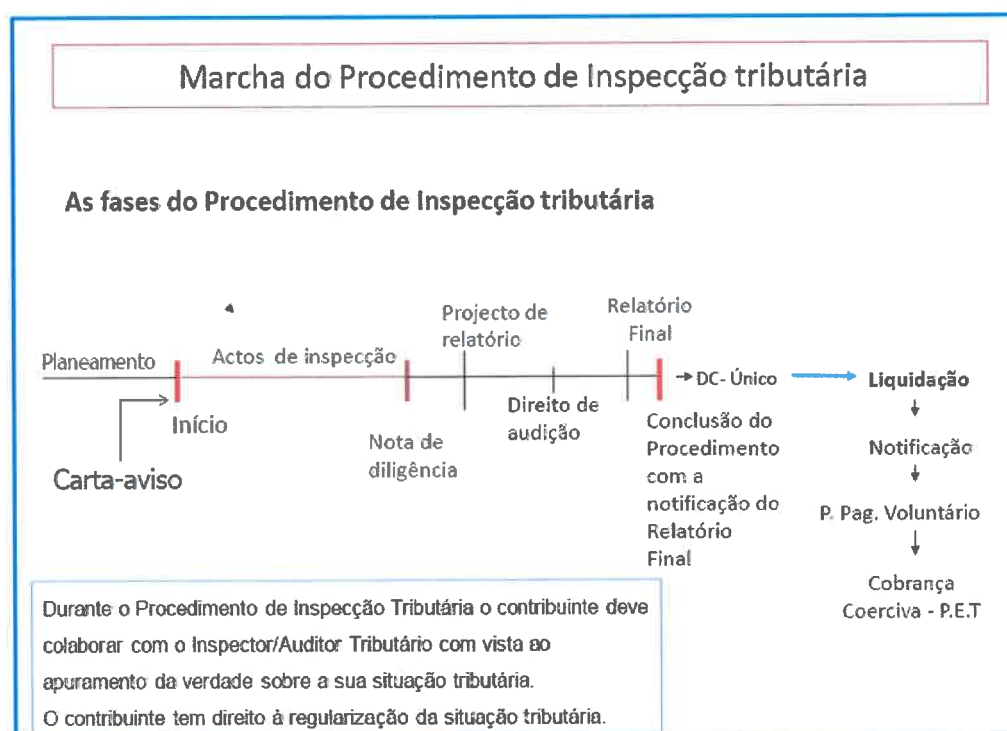 Marcha do Procedimento de Inspecção tributária
As fases do Procedimento de Inspecção tributária
Planeamento
Carta-aviso
Início
Actos de inspecção
Nota de
diligência
Projecto de
relatório
Direito de
audição
Relatório
Final
Conclusão do
Procedimento
com a
notificação do
Relatório
Final
DC- Único
Liquidação
Notificação
P. Pag. Voluntário
Cobrança
Coerciva - P.E.T
Durante o Procedimento de Inspecção Tributária o contribuinte deve
colaborar com o Inspector/Auditor Tributário com vista ao
apuramento da verdade sobre a sua situação tributária.
O contribuinte tem direito à regularização da situação tributária.